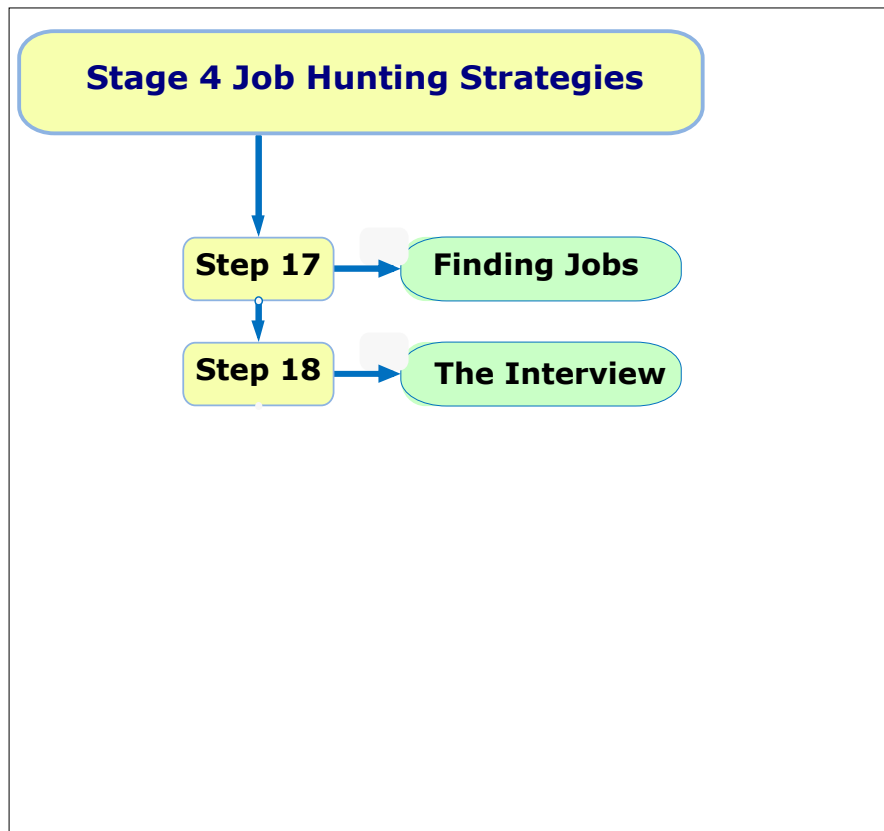 Stage 4 Job Hunting Strategies
Step 17
Finding Jobs
Step 18
The Interview